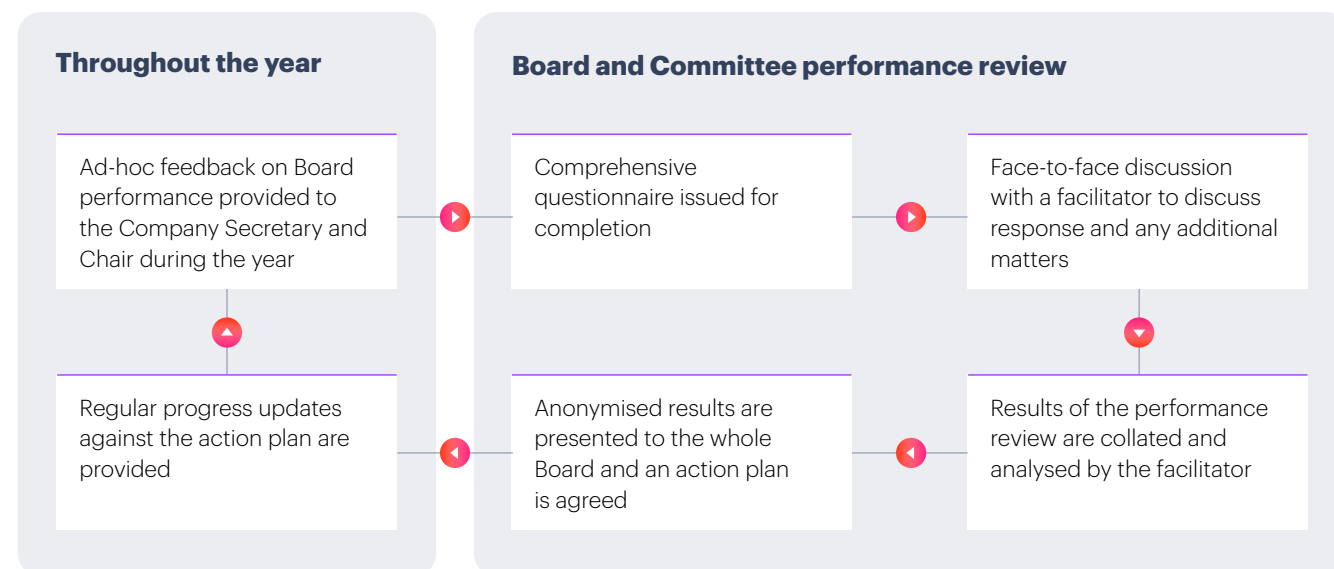 Throughout the year
Ad-hoc feedback on Board
performance provided to
the Company Secretary and
Chair during the year
Regular progress updates
against the action plan are
provided
Board and Committee performance review
Comprehensive
questionnaire issued for
completion
Face-to-face discussion
with a facilitator to discuss
response and any additional
matters
Anonymised results are
presented to the whole
Board and an action plan
is agreed
Results of the performance
review are collated and
analysed by the facilitator